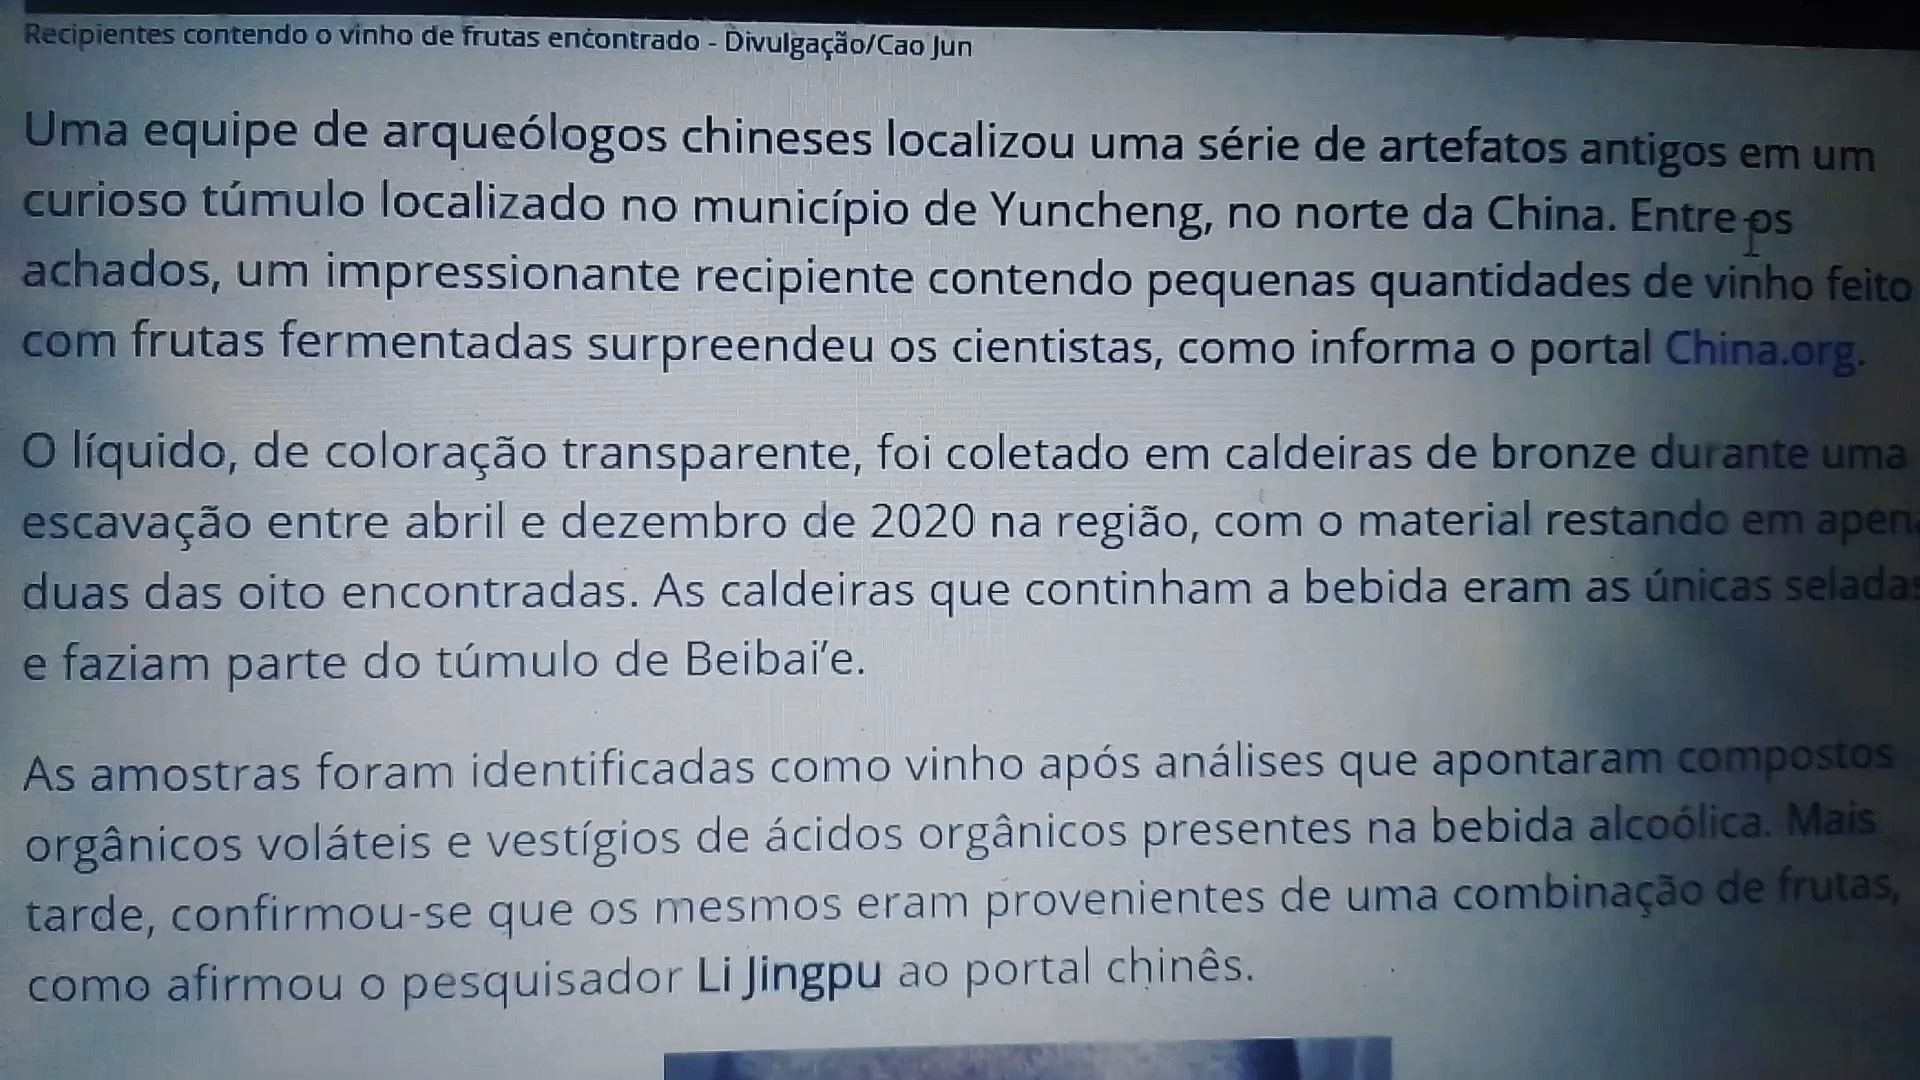 Recipientes contendo o vinho de frutas encontrado - Divulgação/Cao Jun
Uma equipe de arqueólogos chineses localizou uma série de artefatos antigos em um
curioso túmulo localizado no município de Yuncheng, no norte da China. Entre os
achados, um impressionante recipiente contendo pequenas quantidades de vinho feito
com frutas fermentadas surpreendeu os cientistas, como informa o portal China.org.
O líquido, de coloração transparente, foi coletado em caldeiras de bronze durante uma
escavação entre abril e dezembro de 2020 na região, com o material restando em apen
duas das oito encontradas. As caldeiras que continham a bebida eram as únicas seladas
e faziam parte do túmulo de Beibai’e.
As amostras foram identificadas como vinho após análises que apontaram compostos
orgânicos voláteis e vestígios de ácidos orgânicos presentes na bebida alcoólica. Mais
tarde, confirmou-se que os mesmos eram provenientes de uma combinação de frutas,
como afirmou o pesquisador Li Jingpu ao portal chinês.